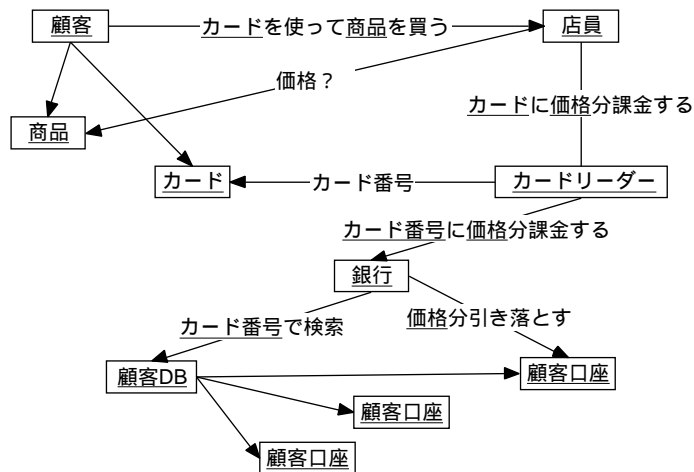 顧客
カードを使って商品を買う
店員
価格？
カードに価格分課金する
商品
カード
カード番号
カードリーダー
カード番号に価格分課金する
銀行
カード番号で検索
価格分引き落とす
顧客DB
顧客口座
顧客口座
顧客口座